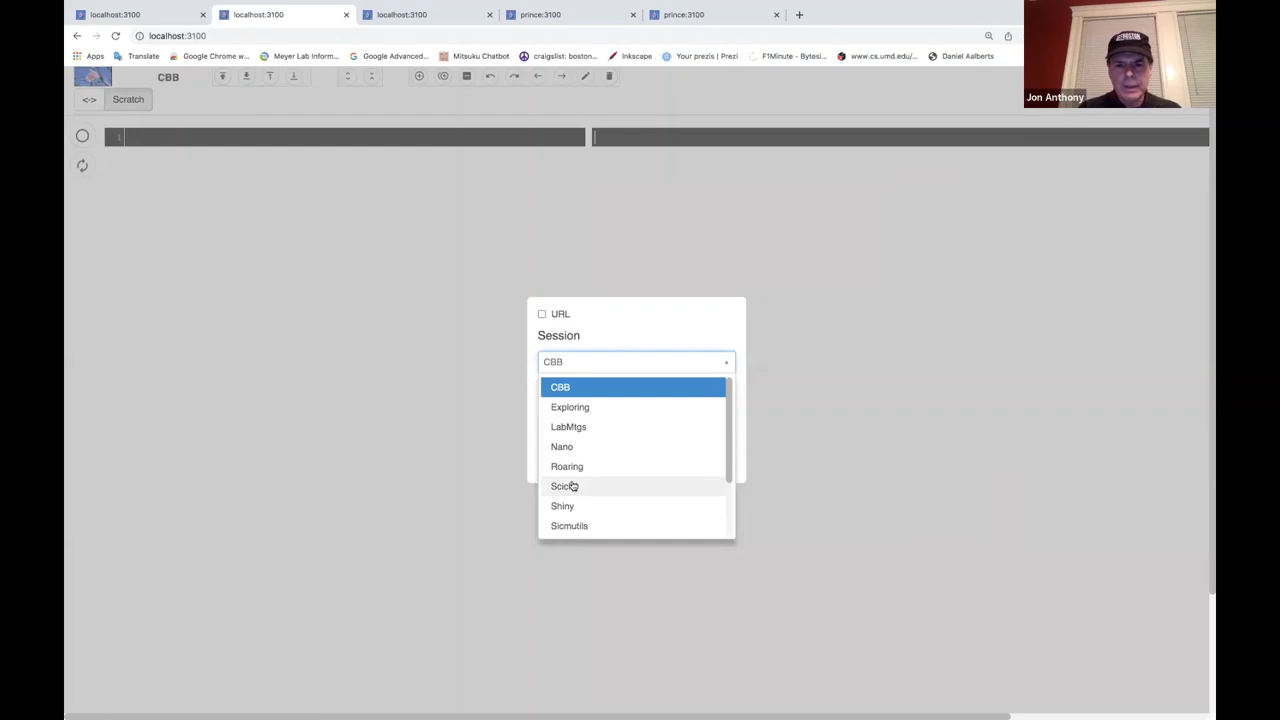 localhost:3100 × localhost:3100 × localhost:3100 × prince:3100 × prince:3100 × +
localhost:3100
Apps Translate Google Chrome w... Meyer Lab Inform... Google Advanced... Mitsuku Chatbot craigslist: boston... Inkscape Your prezis | Prezi F1Minute - Bytesi... www.cs.umd.edu/... Daniel Aalberts
CBB
<-> Scratch
1
Jon Anthony
URL
Session
CBB
CBB
Exploring
LabMtgs
Nano
Roaring
Shiny
Sicmutils